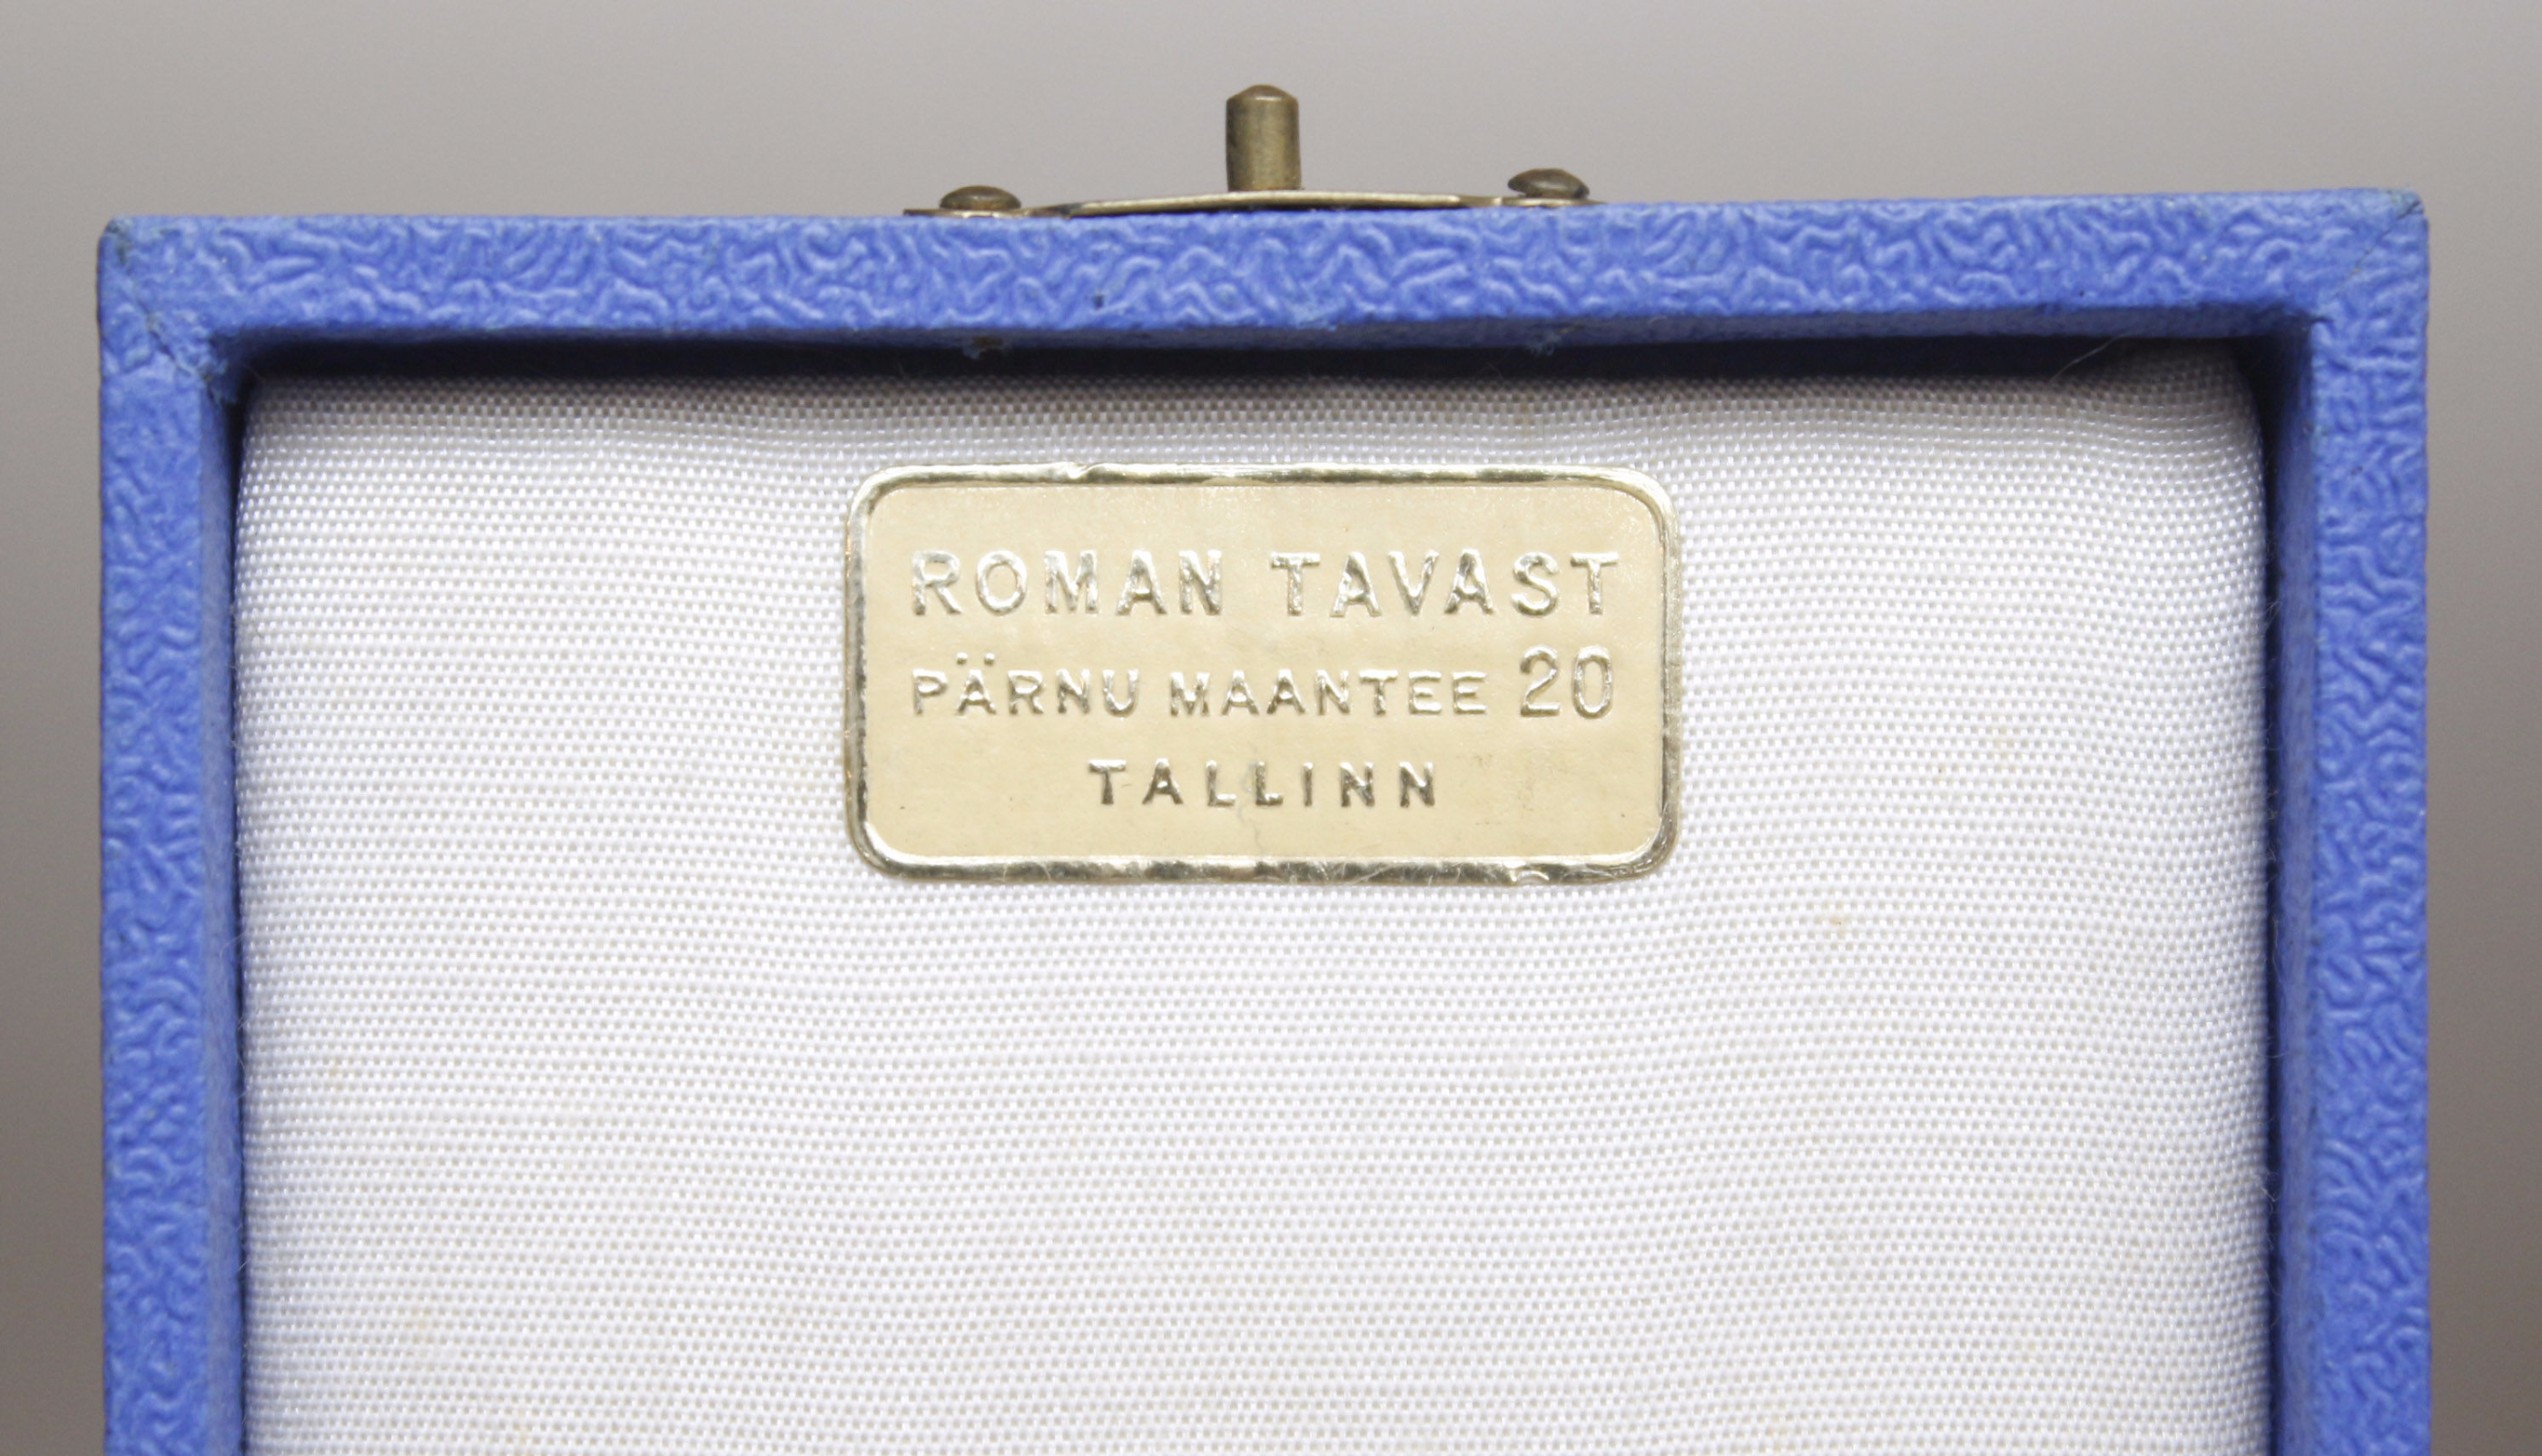 ROMAN TAVAST
PÄRNU MAANTEE 20
TALLINN